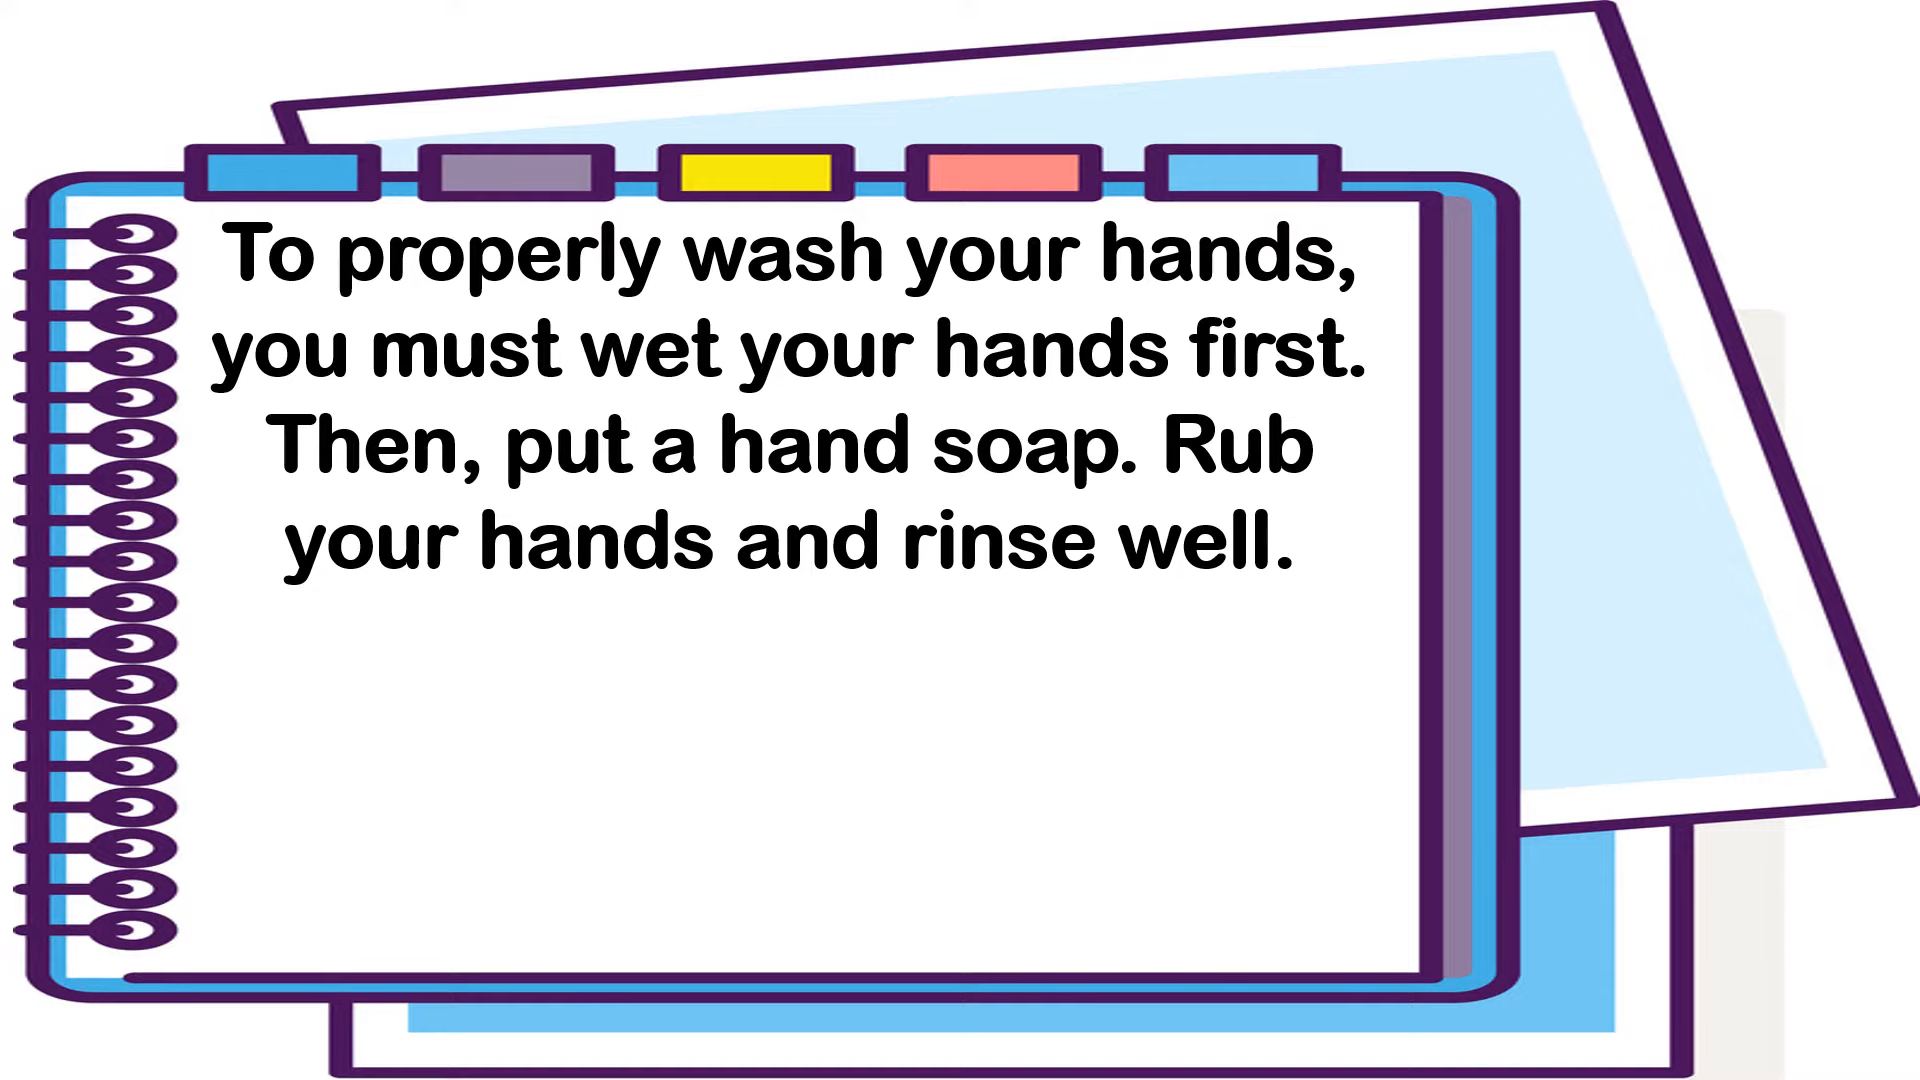 To properly wash your hands,
you must wet your hands first.
Then, put a hand soap. Rub
your hands and rinse well.